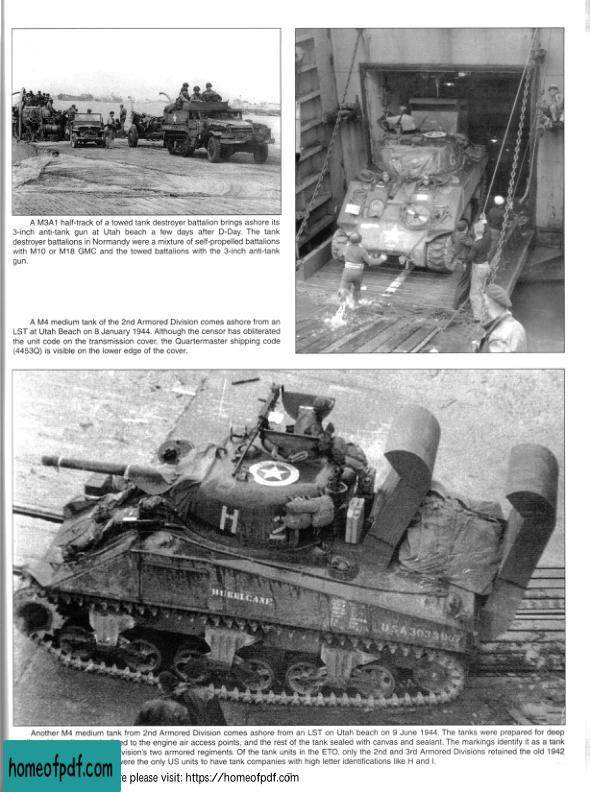 A M3A1 half-track of a towed tank destroyer battalion brings ashore its
3-inch anti-tank gun at Utah beach a few days after D-Day. The tank
destroyer battalions in Normandy were a mixture of self-propelled battalions
with M10 or M18 GMC and the towed battalions with the 3-inch anti-tank
gun.
A M4 medium tank of the 2nd Armored Division comes ashore from an
LST at Utah Beach on 8 January 1944. Although the censor has obliterated
the unit code on the transmission cover, the Quartermaster shipping code
(4453Q) is visible on the lower edge of the cover.
H 2
HURRICANE
USA 3033
Another M4 medium tank from 2nd Armored Division comes ashore from an LST on Utah beach on 9 June 1944. The tanks were prepared for deep
to the engine air access points, and the rest of the tank sealed with canvas and sealant. The markings identify it as a tank
two armored regiments. Of the tank units in the ETO, only the 2nd and 3rd Armored Divisions retained the old 1942
were the only US units to have tank companies with high letter identifications like H and I.
homeofpdf.com
please visit: https://homeofpdf.com